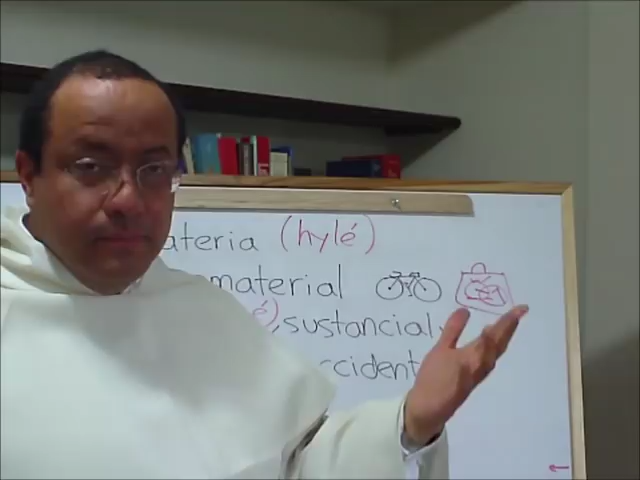 ateria (hylé)
material
é), sustancial
ccident